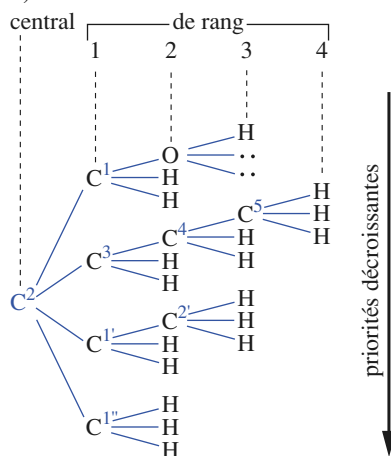 central
de rang
1 2 3 4
H
O
C1 H
H
H
C5 H
C4 H H
C3 H H
H
C2
H
C2' H
C1' H H
H
H
C1" H
H
priorités décroissantes